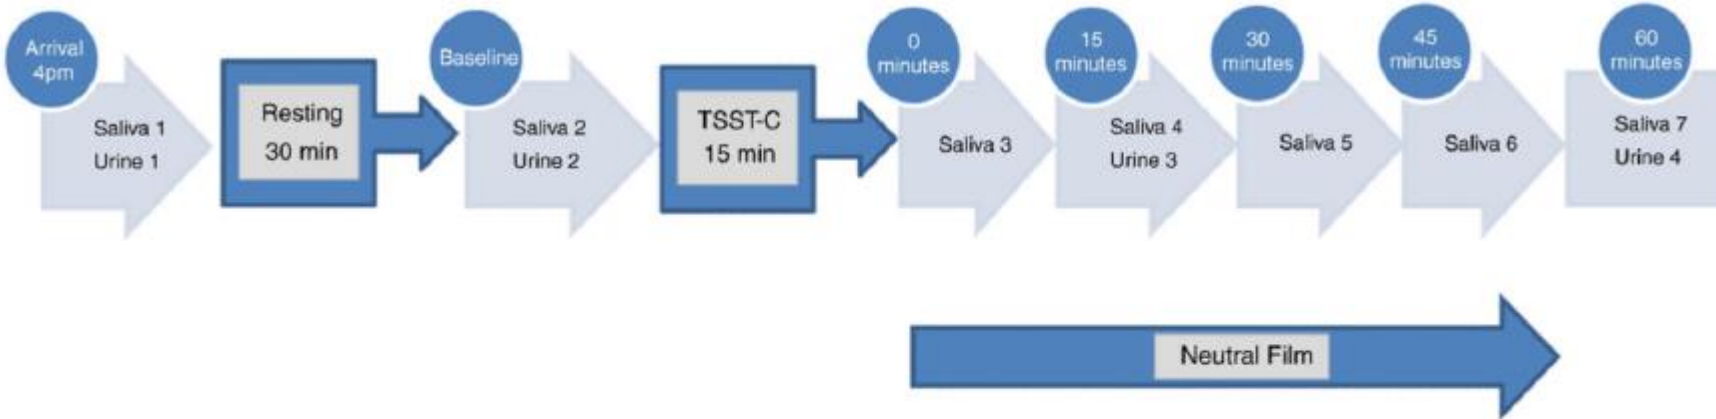 Arrival
4pm
Saliva 1
Urine 1
Resting
30 min
Baseline
Saliva 2
Urine 2
TSST-C
15 min
0
minutes
Saliva 3
15
minutes
Saliva 4
Urine 3
30
minutes
Saliva 5
45
minutes
Saliva 6
60
minutes
Saliva 7
Urine 4
Neutral Film